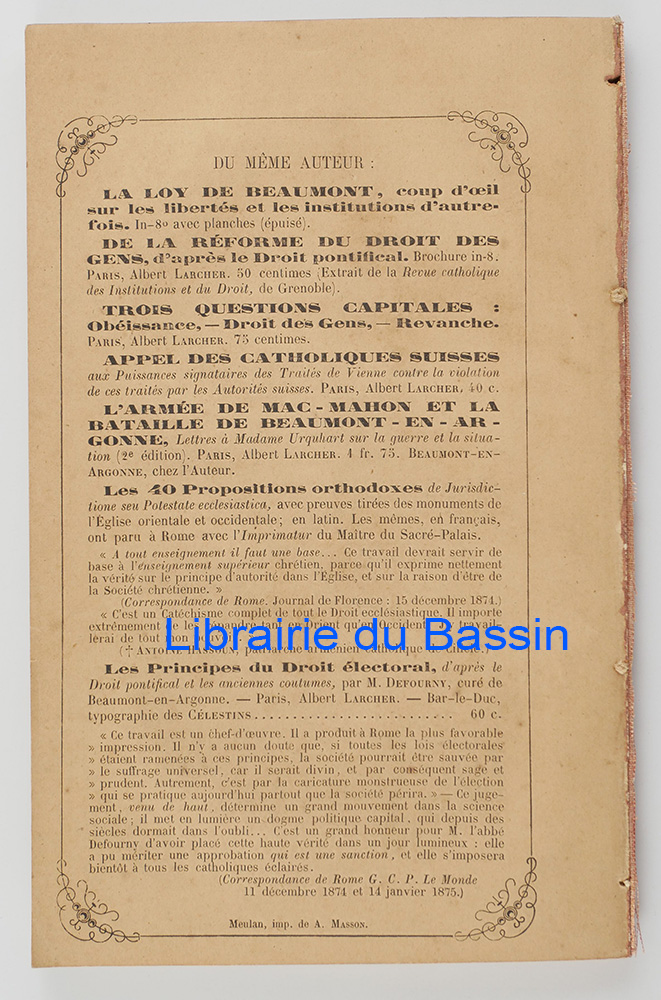 DU MÊME AUTEUR :
LA LOY DE BEAUMONT, coup d'œil
sur les libertés et les institutions d'autre-
fois. In-8º avec planches (épuisé).
DE LA RÉFORME DU DROIT DES
GENS, d'après le Droit pontifical. Brochure in-8.
PARIS, Albert LARCHER. 50 centimes (Extrait de la Revue catholique
des Institutions et du Droit, de Grenoble).
TROIS QUESTIONS CAPITALES :
Obéissance, — Droit des Gens, — Revanche.
PARIS, Albert LARCHER. 75 centimes.
APPEL DES CATHOLIQUES SUISSES
aux Puissances signataires des Traités de Vienne contre la violation
de ces traités par les Autorités suisses. PARIS, Albert LARCHER. 40 c.
L'ARMÉE DE MAC-MAHON ET LA
BATAILLE DE BEAUMONT-EN-AR-
GONNE, Lettres à Madame Urquhart sur la guerre et la situa-
tion (2e édition). PARIS, Albert LARCHER. 1 fr. 75. BEAUMONT-EN-
ARGONNE, chez l'Auteur.
Les 40 Propositions orthodoxes de Jurisdic-
tione seu Potestate ecclesiastica, avec preuves tirées des monuments de
l'Église orientale et occidentale; en latin. Les mêmes, en français,
ont paru à Rome avec l'Imprimatur du Maître du Sacré-Palais.
« A tout enseignement il faut une base... Ce travail devrait servir de
base à l'enseignement supérieur chrétien, parce qu'il exprime nettement
la vérité sur le principe d'autorité dans l'Église, et sur la raison d'être de
la Société chrétienne. »
(Correspondance de Rome. Journal de Florence : 15 décembre 1874.)
« C'est un Catéchisme complet de tout le Droit ecclésiastique. Il importe
extrêmement de les répandre tant en Orient qu'en Occident. Je travail-
lerai de tout mon pouvoir
(† ANTOINE HASSOUN, patriarche arménien catholique de Cilicie.)
Librairie du Bassin
Les Principes du Droit électoral, d'après le
Droit pontifical et les anciennes coutumes, par M. DEFOURNY, curé de
Beaumont-en-Argonne. — Paris, Albert LARCHER. — Bar-le-Duc,
typographie des CÉLESTINS........................ 60 c.
« Ce travail est un chef-d'œuvre. Il a produit à Rome la plus favorable
» impression. Il n'y a aucun doute que, si toutes les lois électorales
» étaient ramenées à ces principes, la société pourrait être sauvée par
» le suffrage universel, car il serait divin, et par conséquent sage et
» prudent. Autrement, c'est par la caricature monstrueuse de l'élection
» qui se pratique aujourd'hui partout que la société périra. » — Ce juge-
ment, venu de haut, détermine un grand mouvement dans la science
sociale; il met en lumière un dogme politique capital, qui depuis des
siècles dormait dans l'oubli... C'est un grand honneur pour M. l'abbé
Defourny d'avoir placé cette haute vérité dans un jour lumineux : elle
a pu mériter une approbation qui est une sanction, et elle s'imposera
bientôt à tous les catholiques éclairés.
(Correspondance de Rome G. C. P. Le Monde
11 décembre 1874 et 14 janvier 1875.)
Meulan, imp. de A. MASSON.